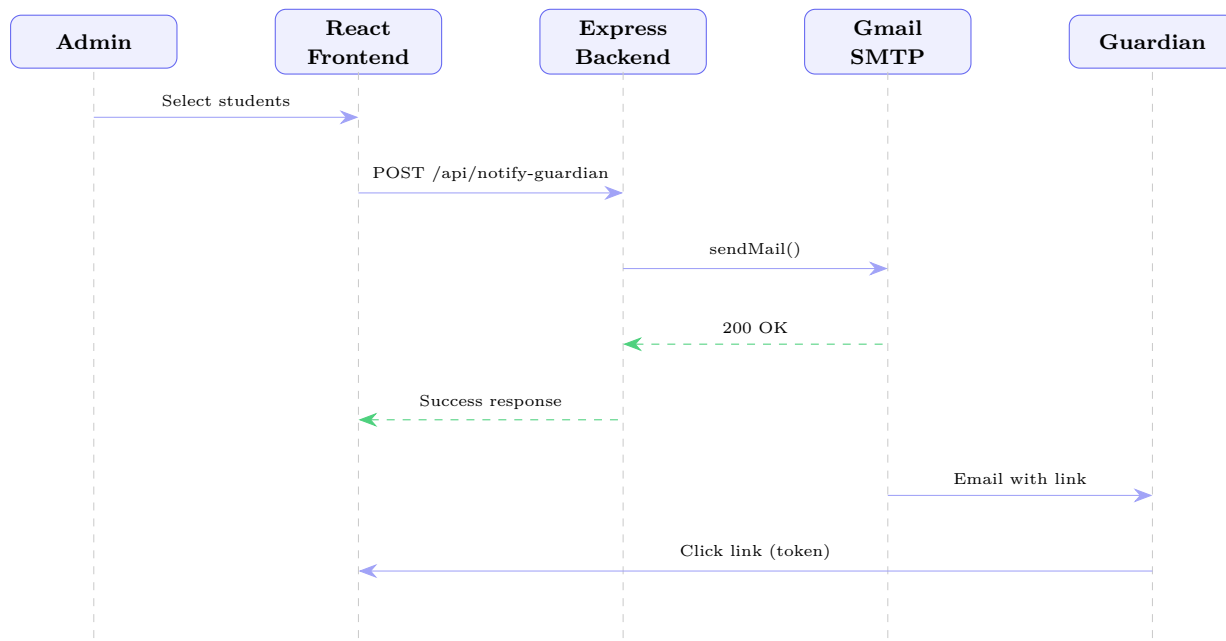 Admin
React
Frontend
Express
Backend
Gmail
SMTP
Guardian
Select students
POST /api/notify-guardian
sendMail()
200 OK
Success response
Email with link
Click link (token)